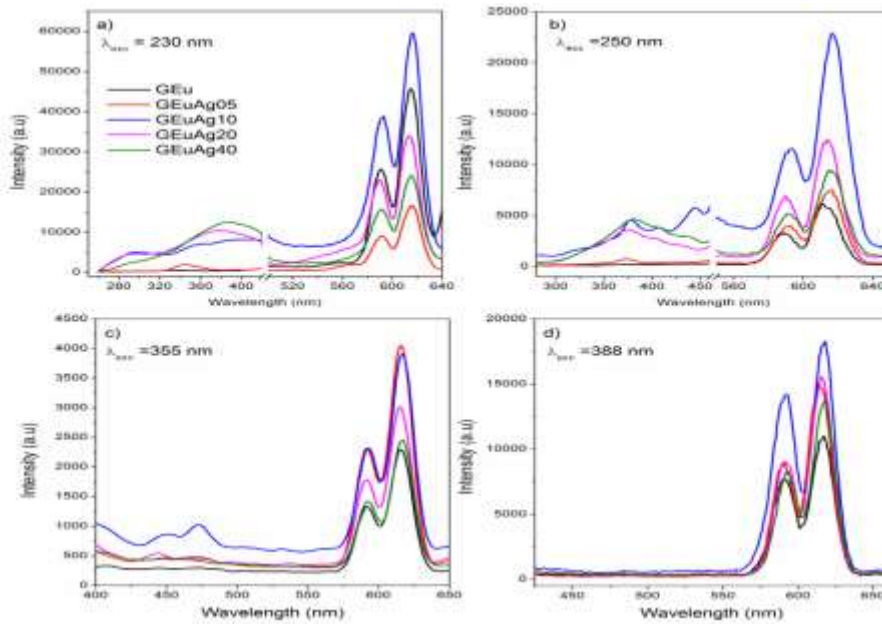 a)
λexc = 230 nm
GEu
GEuAg05
GEuAg10
GEuAg20
GEuAg40
60000
50000
40000
30000
20000
10000
0
280 320 360 400 520 560 600 640
Intensity (a.u)
Wavelength (nm)
b)
λexc =250 nm
25000
20000
15000
10000
5000
0
300 350 400 450 560 600 640
Intensity (a.u)
Wavelength (nm)
c)
λexc =355 nm
4500
4000
3500
3000
2500
2000
1500
1000
500
0
400 450 500 550 600 650
Intensity (a.u)
Wavelength (nm)
d)
λexc =388 nm
20000
15000
10000
5000
0
450 500 550 600 650
Intensity (a.u)
Wavelength (nm)